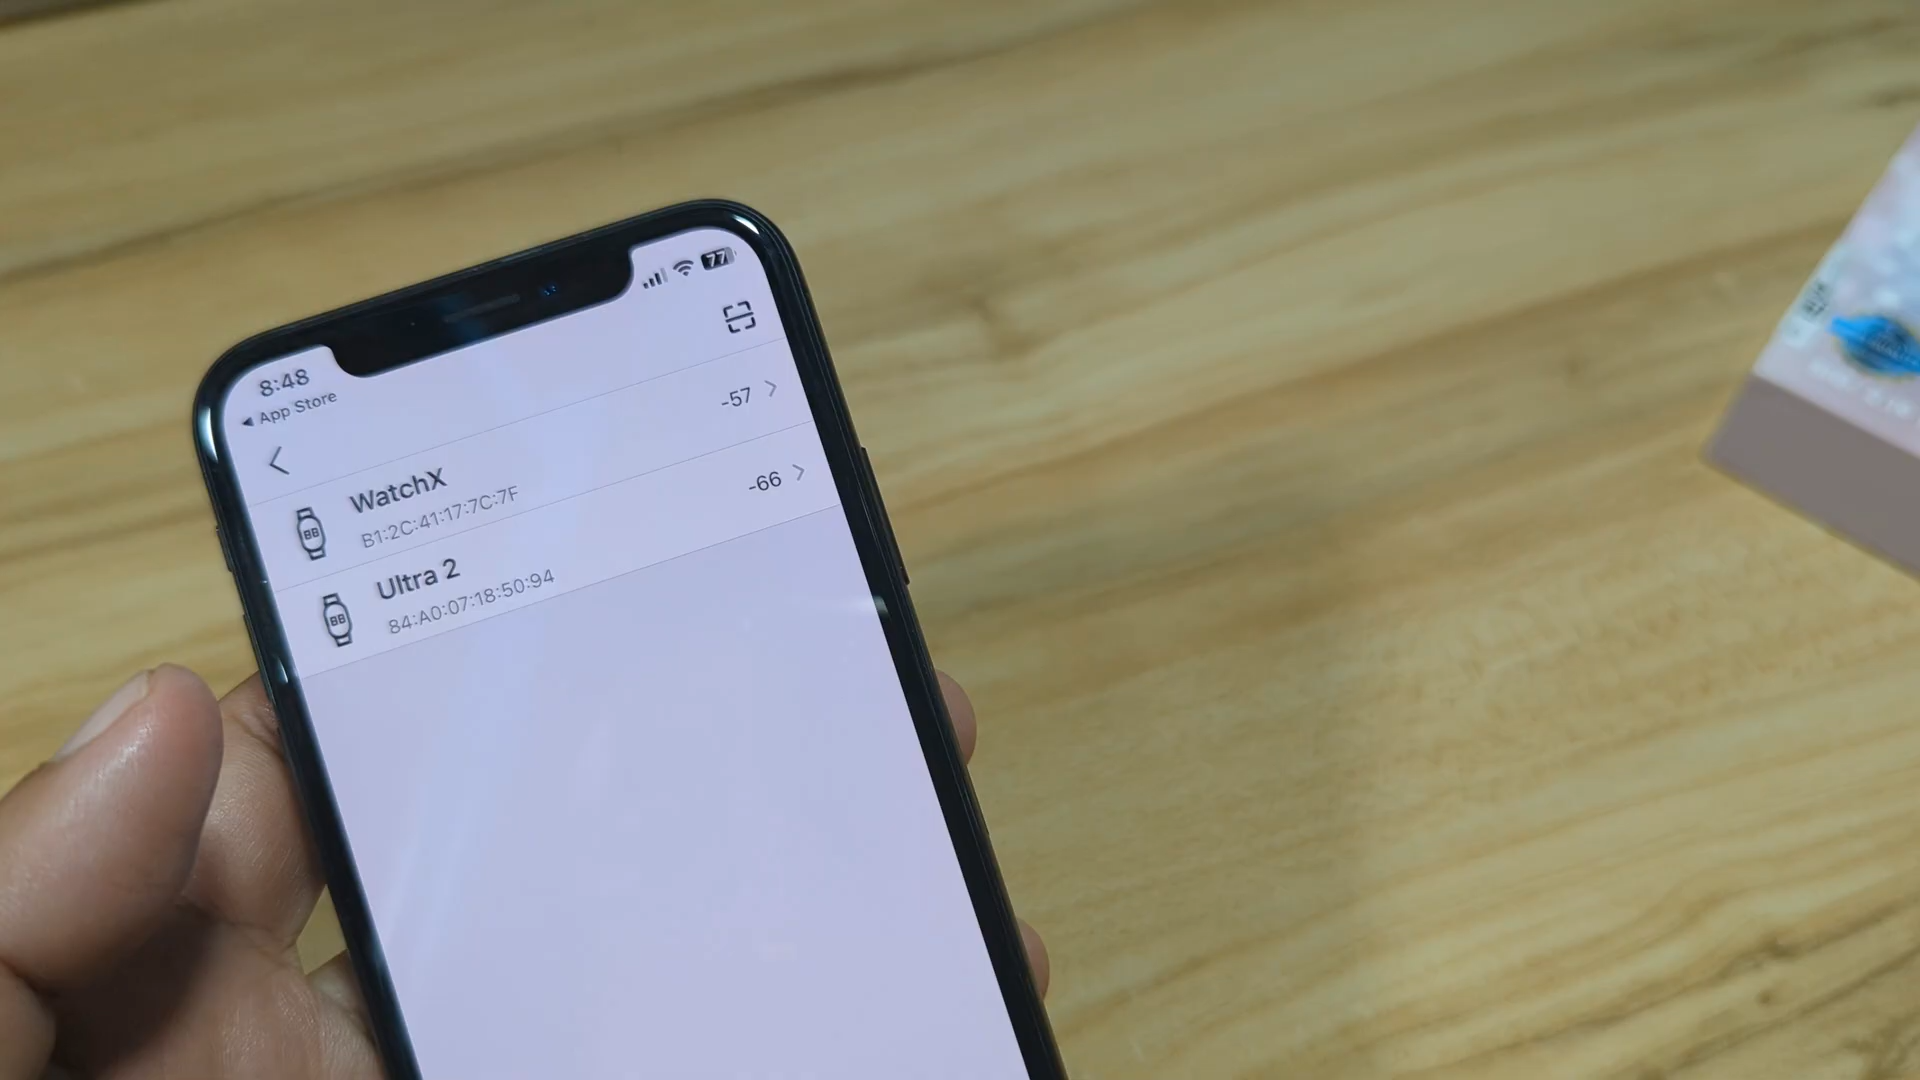 8:48
77
App Store
WatchX
-57
B1:2C:41:17:7C:7F
Ultra 2
-66
84:A0:07:18:50:94